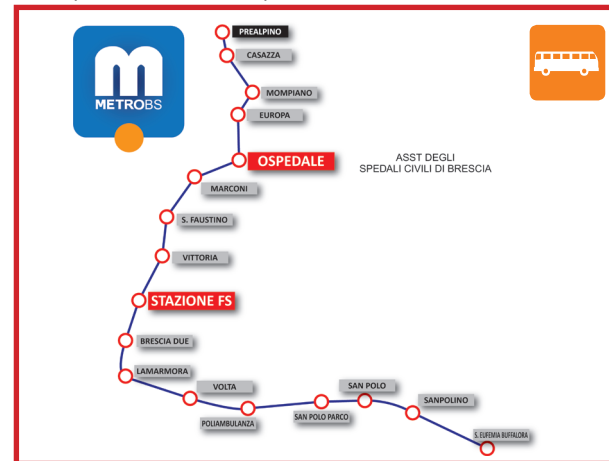 PREALPINO
CASAZZA
m
METROBS
MOMPIANO
EUROPA
OSPEDALE
ASST DEGLI
SPEDALI CIVILI DI BRESCIA
MARCONI
S. FAUSTINO
VITTORIA
STAZIONE FS
BRESCIA DUE
LAMARMORA
VOLTA
POLIAMBULANZA
SAN POLO PARCO
SAN POLO
SANPOLINO
S. EUFEMIA BUFFALORA